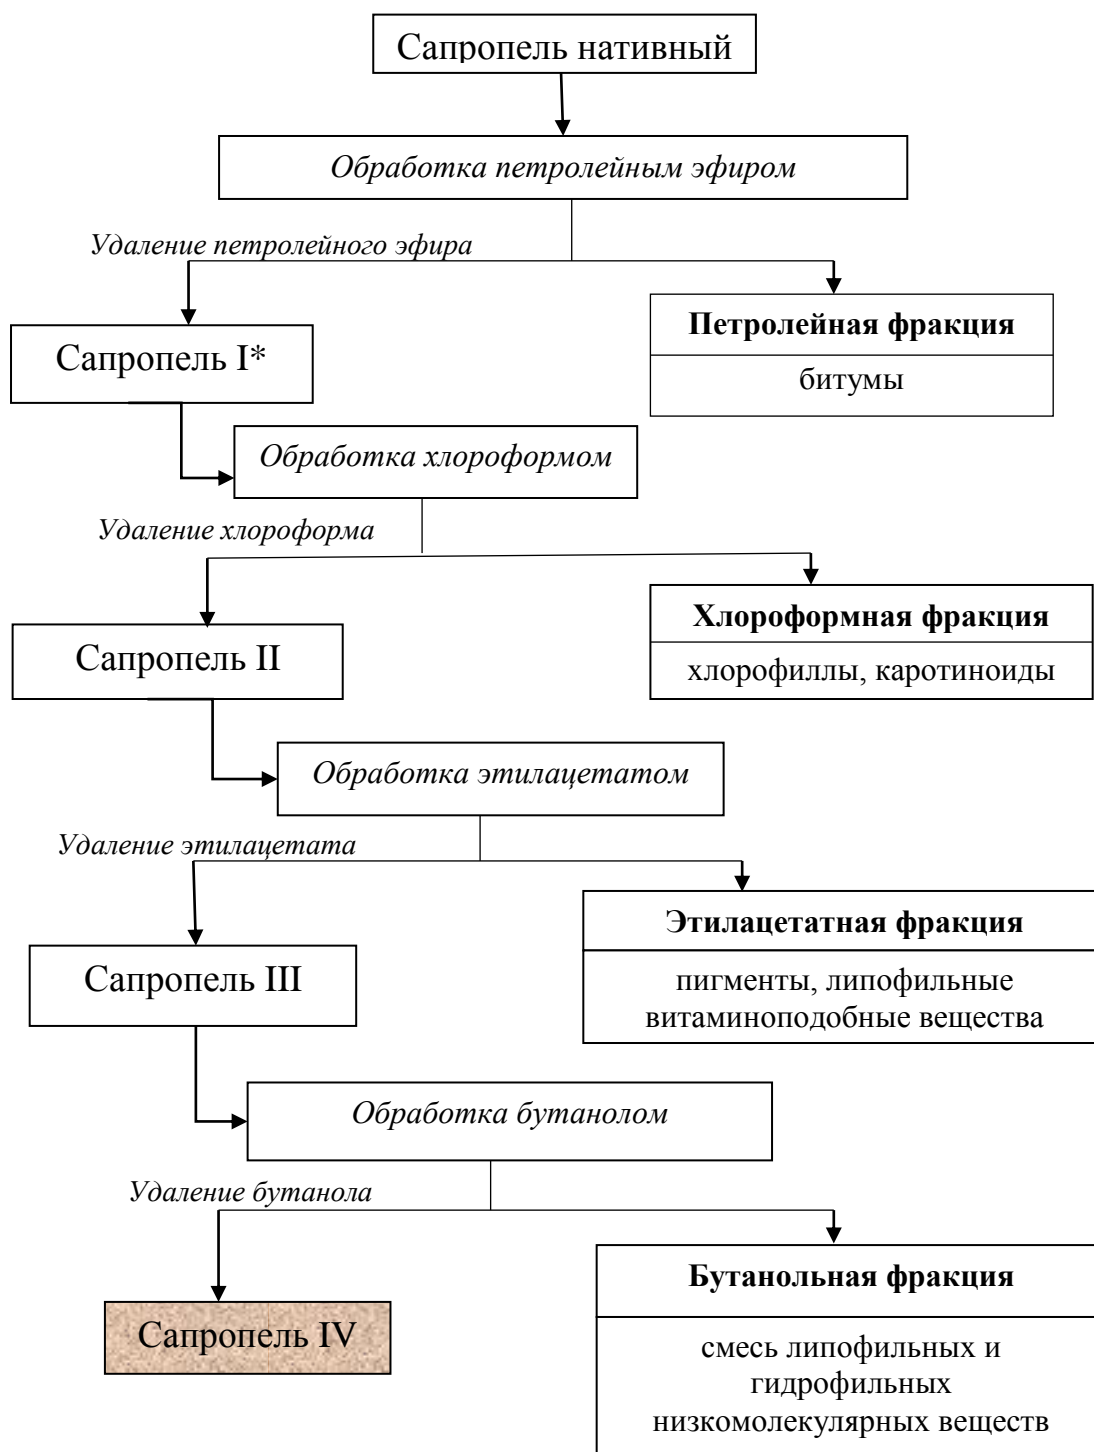 Сапропель нативный
Обработка петролейным эфиром
Удаление петролейного эфира
Сапропель I*
Петролейная фракция
битумы
Обработка хлороформом
Удаление хлороформа
Сапропель II
Хлороформная фракция
хлорофиллы, каротиноиды
Обработка этилацетатом
Удаление этилацетата
Сапропель III
Этилацетатная фракция
пигменты, липофильные
витаминоподобные вещества
Обработка бутанолом
Удаление бутанола
Сапропель IV
Бутанольная фракция
смесь липофильных и
гидрофильных
низкомолекулярных веществ